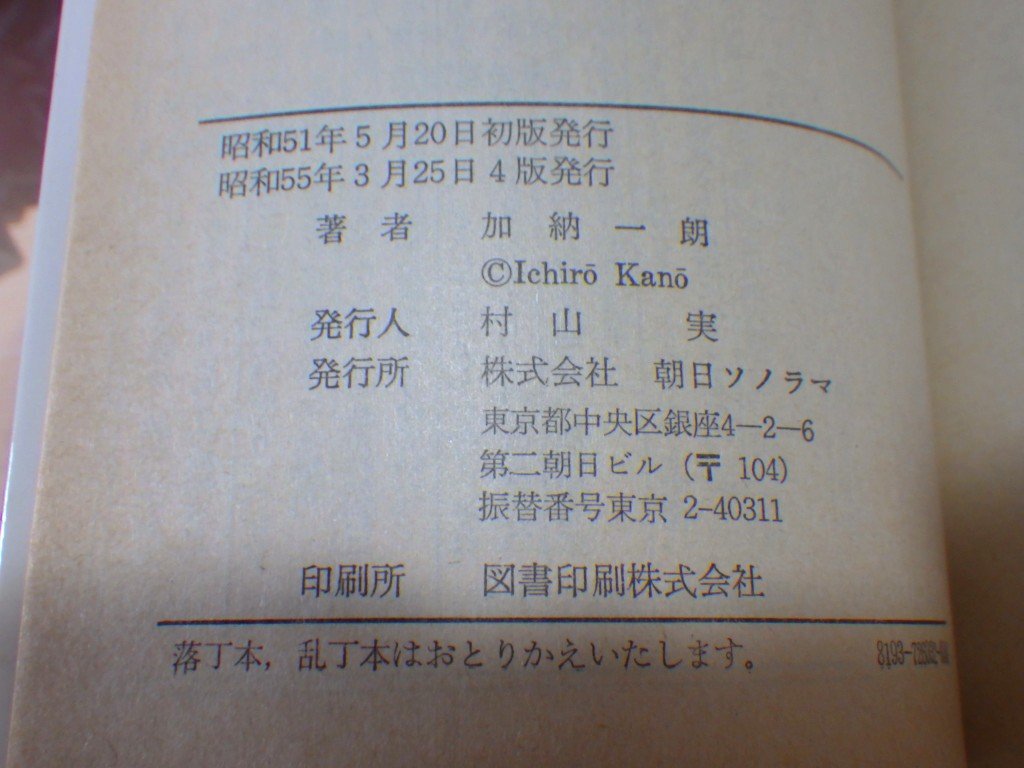 昭和51年5月20日初版発行
昭和55年3月25日4版発行
著者 加納一朗
©Ichirō Kanō
発行人 村山 実
発行所 株式会社 朝日ソノラマ
東京都中央区銀座4−2−6
第二朝日ビル (〒 104)
振替番号東京 2−40311
印刷所 図書印刷株式会社
落丁本,乱丁本はおとりかえいたします。